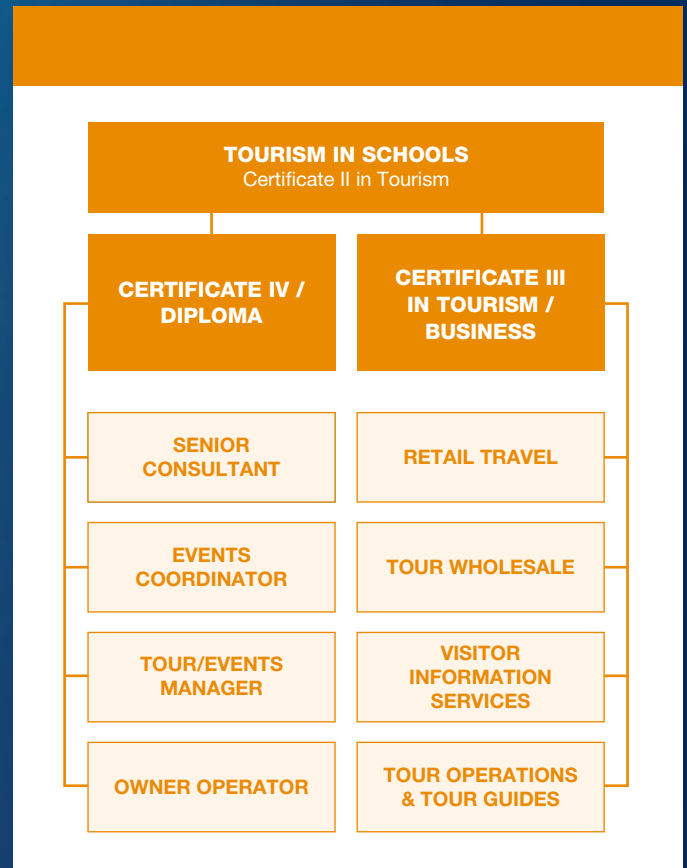 TOURISM IN SCHOOLS
Certificate II in Tourism
CERTIFICATE IV /
DIPLOMA
CERTIFICATE III
IN TOURISM /
BUSINESS
SENIOR
CONSULTANT
RETAIL TRAVEL
EVENTS
COORDINATOR
TOUR WHOLESALE
TOUR/EVENTS
MANAGER
VISITOR
INFORMATION
SERVICES
OWNER OPERATOR
TOUR OPERATIONS
& TOUR GUIDES